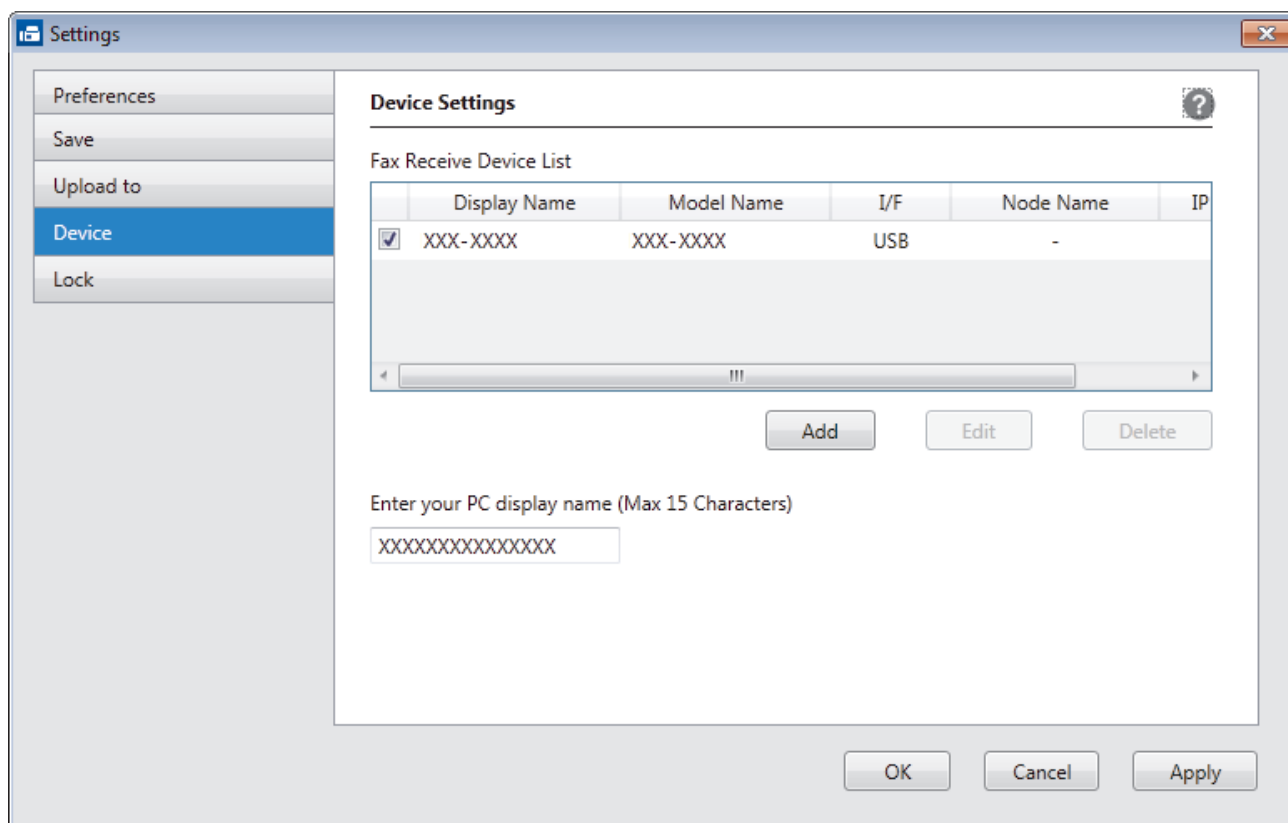 Settings
Preferences
Save
Upload to
Device
Lock
Device Settings
?
Fax Receive Device List
Display Name Model Name I/F Node Name IP
XXX-XXXX XXX-XXXX USB -
Add Edit Delete
Enter your PC display name (Max 15 Characters)
XXXXXXXXXXXXXXX
OK Cancel Apply